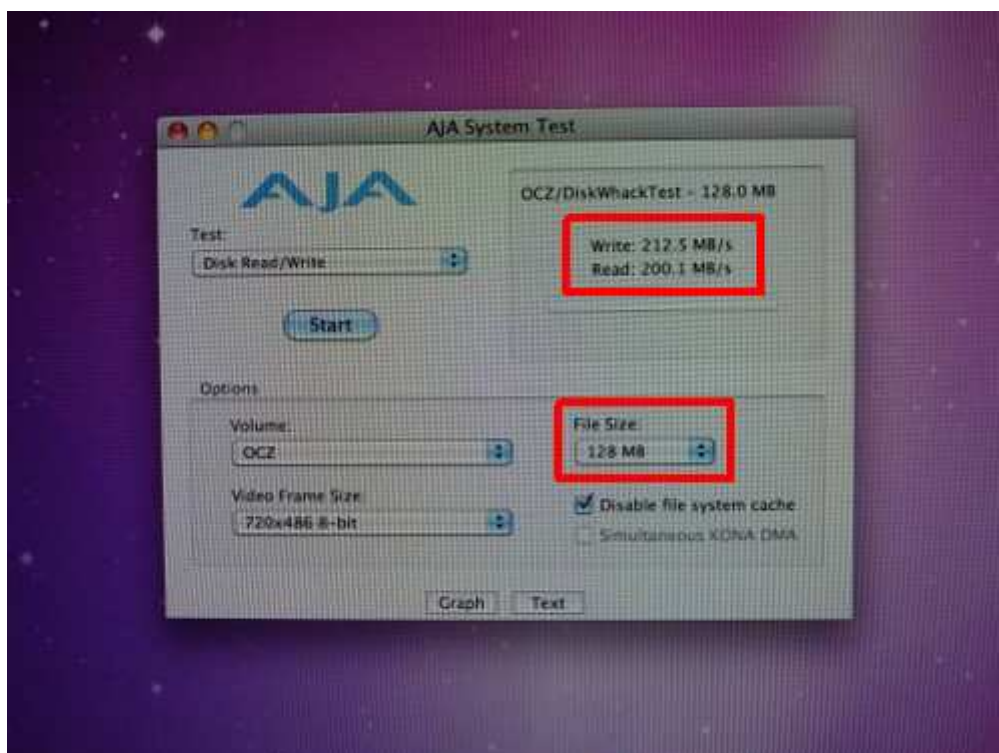 AJA System Test
AJA
OCZ/DiskWhackTest - 128.0 MB
Write: 212.5 MB/s
Read: 200.1 MB/s
Test:
Disk Read/Write
Start
Options
Volume:
OCZ
File Size:
128 MB
Video Frame Size:
720x486 8-bit
Disable file system cache
Simultaneous KONA DMA
Graph
Text